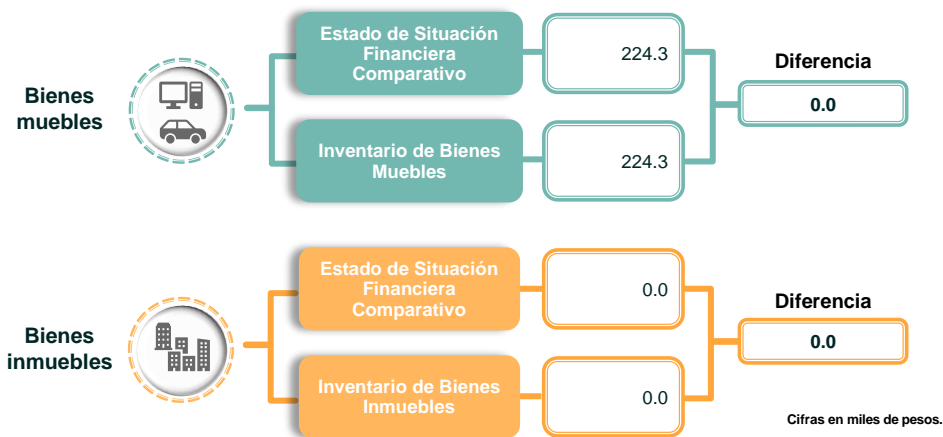 Bienes
muebles
Estado de Situación
Financiera
Comparativo
224.3
Inventario de Bienes
Muebles
224.3
Diferencia
0.0
Bienes
inmuebles
Estado de Situación
Financiera
Comparativo
0.0
Inventario de Bienes
Inmuebles
0.0
Diferencia
0.0
Cifras en miles de pesos.